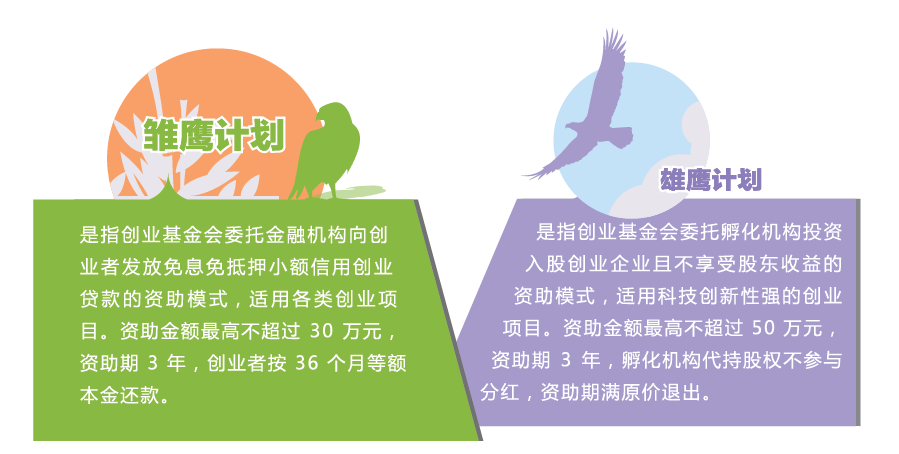 雏鹰计划
是指创业基金会委托金融机构向创
业者发放免息免抵押小额信用创业
贷款的资助模式，适用各类创业项
目。资助金额最高不超过 30 万元，
资助期 3 年，创业者按 36 个月等额
本金还款。
雄鹰计划
是指创业基金会委托孵化机构投资
入股创业企业且不享受股东收益的
资助模式，适用科技创新性强的创业
项目。资助金额最高不超过 50 万元，
资助期 3 年，孵化机构代持股权不参与
分红，资助期满原价退出。